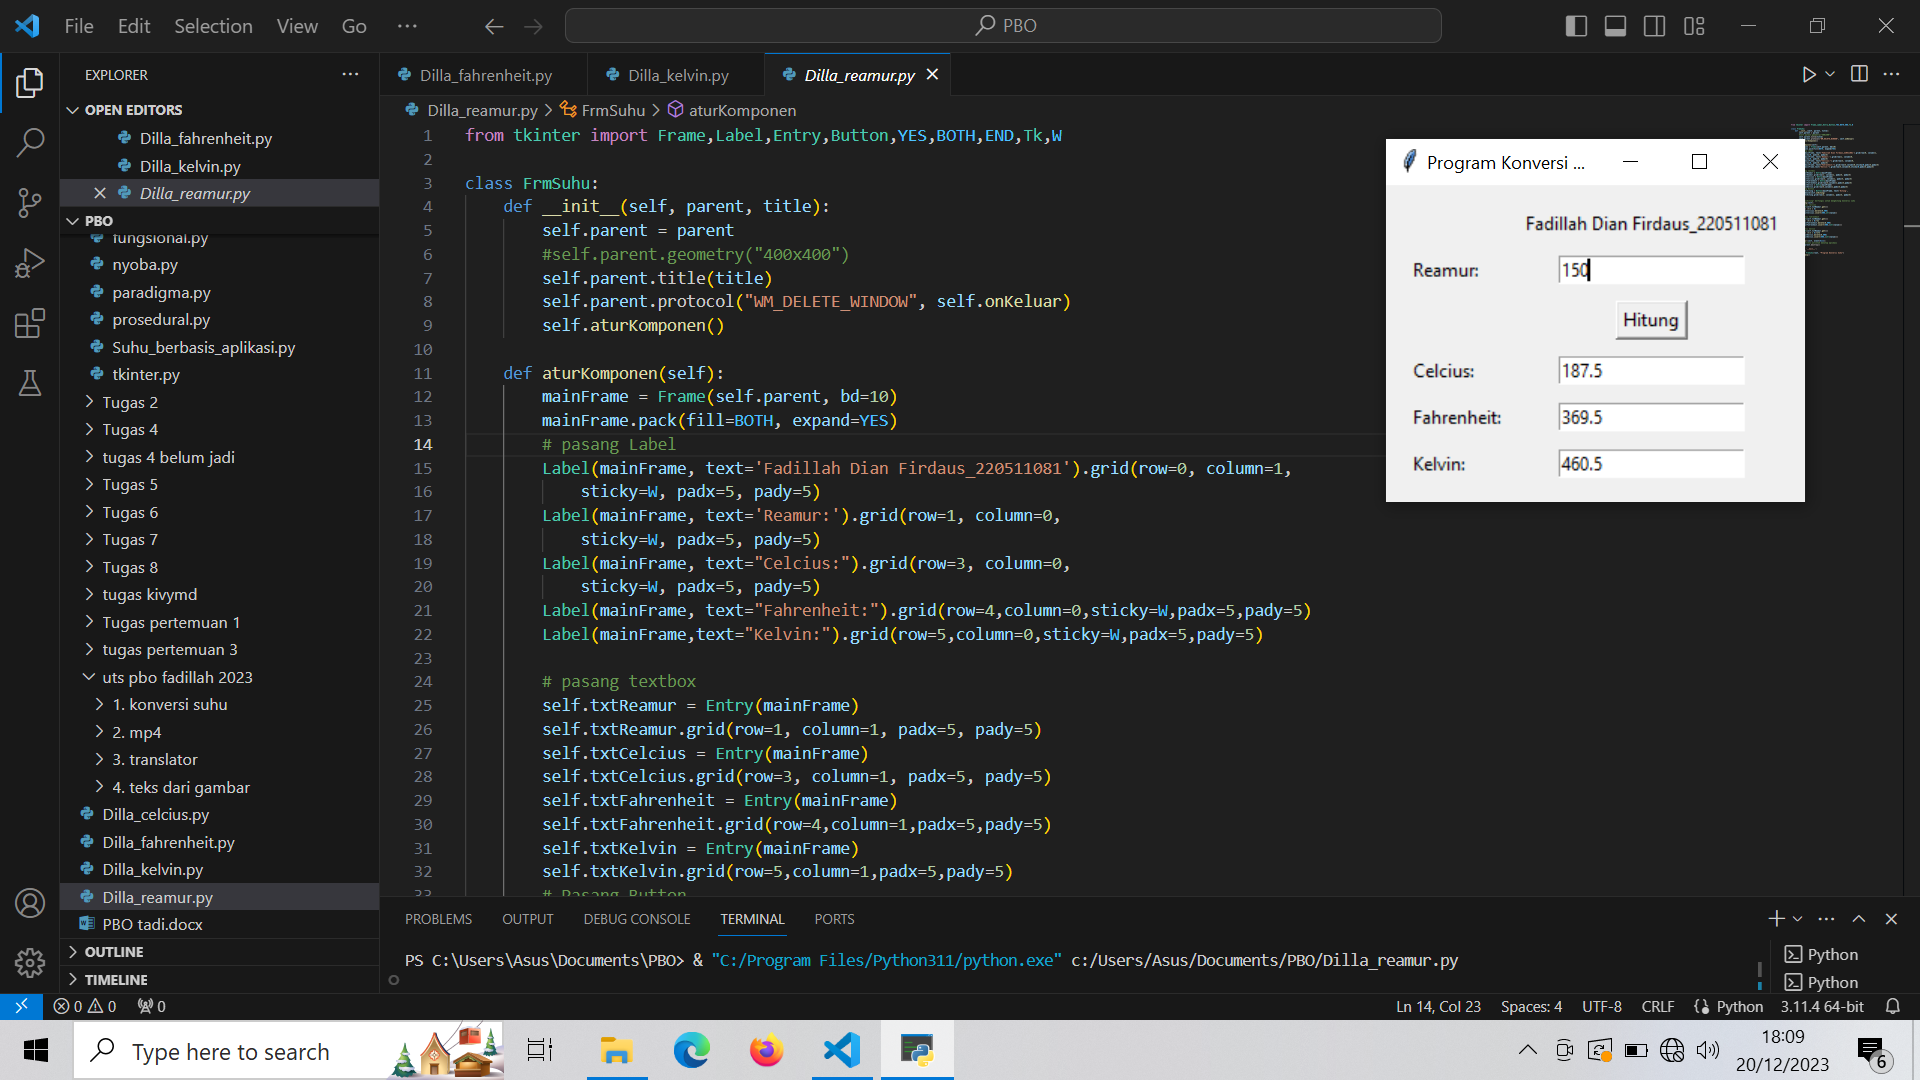 File Edit Selection View Go ··· PBO
EXPLORER ···
OPEN EDITORS
Dilla_fahrenheit.py
Dilla_kelvin.py
Dilla_reamur.py
PBO
fungsional.py
nyoba.py
paradigma.py
prosedural.py
Suhu_berbasis_aplikasi.py
tkinter.py
Tugas 2
Tugas 4
tugas 4 belum jadi
Tugas 5
Tugas 6
Tugas 7
Tugas 8
tugas kivymd
Tugas pertemuan 1
tugas pertemuan 3
uts pbo fadillah 2023
1. konversi suhu
2. mp4
3. translator
4. teks dari gambar
Dilla_celcius.py
Dilla_fahrenheit.py
Dilla_kelvin.py
Dilla_reamur.py
PBO tadi.docx
OUTLINE
TIMELINE
Dilla_fahrenheit.py Dilla_kelvin.py Dilla_reamur.py
Dilla_reamur.py > FrmSuhu > aturKomponen
1 from tkinter import Frame,Label,Entry,Button,YES,BOTH,END,Tk,W
2
3 class FrmSuhu:
4 def __init__(self, parent, title):
5 self.parent = parent
6 #self.parent.geometry("400x400")
7 self.parent.title(title)
8 self.parent.protocol("WM_DELETE_WINDOW", self.onKeluar)
9 self.aturKomponen()
10
11 def aturKomponen(self):
12 mainFrame = Frame(self.parent, bd=10)
13 mainFrame.pack(fill=BOTH, expand=YES)
14 # pasang Label
15 Label(mainFrame, text='Fadillah Dian Firdaus_220511081').grid(row=0, column=1,
16 sticky=W, padx=5, pady=5)
17 Label(mainFrame, text='Reamur:').grid(row=1, column=0,
18 sticky=W, padx=5, pady=5)
19 Label(mainFrame, text="Celcius:").grid(row=3, column=0,
20 sticky=W, padx=5, pady=5)
21 Label(mainFrame, text="Fahrenheit:").grid(row=4,column=0,sticky=W,padx=5,pady=5)
22 Label(mainFrame,text="Kelvin:").grid(row=5,column=0,sticky=W,padx=5,pady=5)
23
24 # pasang textbox
25 self.txtReamur = Entry(mainFrame)
26 self.txtReamur.grid(row=1, column=1, padx=5, pady=5)
27 self.txtCelcius = Entry(mainFrame)
28 self.txtCelcius.grid(row=3, column=1, padx=5, pady=5)
29 self.txtFahrenheit = Entry(mainFrame)
30 self.txtFahrenheit.grid(row=4,column=1,padx=5,pady=5)
31 self.txtKelvin = Entry(mainFrame)
32 self.txtKelvin.grid(row=5,column=1,padx=5,pady=5)
33 # Pasang Button
Program Konversi ...
Fadillah Dian Firdaus_220511081
Reamur: 150
Hitung
Celcius: 187.5
Fahrenheit: 369.5
Kelvin: 460.5
PROBLEMS OUTPUT DEBUG CONSOLE TERMINAL PORTS
PS C:\Users\Asus\Documents\PBO> & "C:/Program Files/Python311/python.exe" c:/Users/Asus/Documents/PBO/Dilla_reamur.py
Python
Python
0 0 0 Ln 14, Col 23 Spaces: 4 UTF-8 CRLF Python 3.11.4 64-bit
Type here to search
18:09
20/12/2023
6